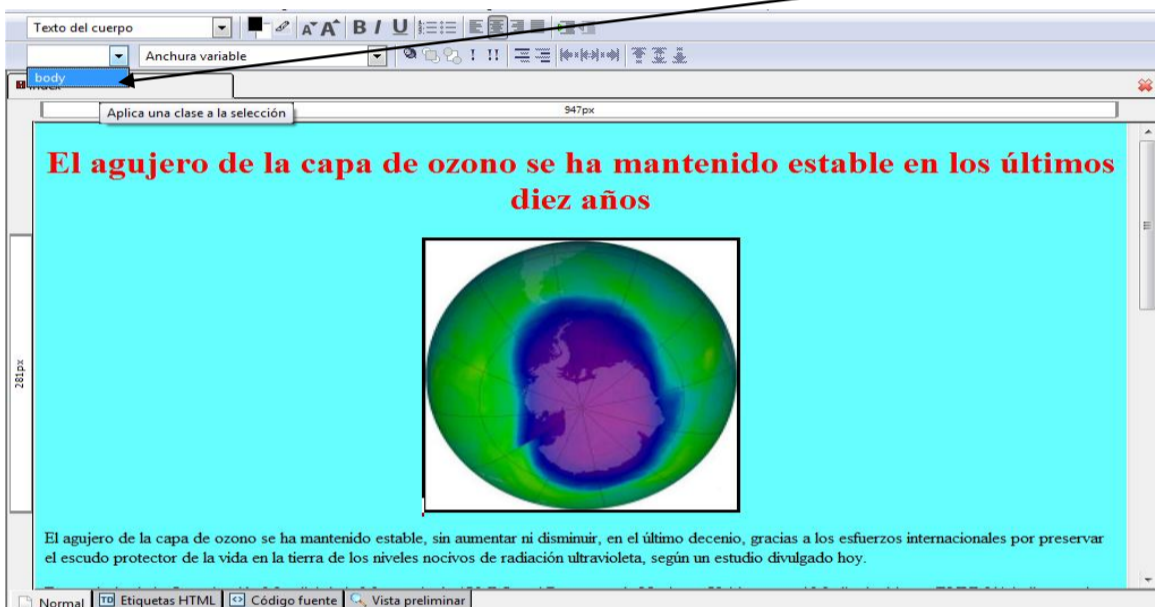 Texto del cuerpo
B I U
Anchura variable
body
Aplica una clase a la selección
947px
El agujero de la capa de ozono se ha mantenido estable en los últimos
diez años
281px
El agujero de la capa de ozono se ha mantenido estable, sin aumentar ni disminuir, en el último decenio, gracias a los esfuerzos internacionales por preservar
el escudo protector de la vida en la tierra de los niveles nocivos de radiación ultravioleta, según un estudio divulgado hoy.
Normal TD Etiquetas HTML Código fuente Vista preliminar